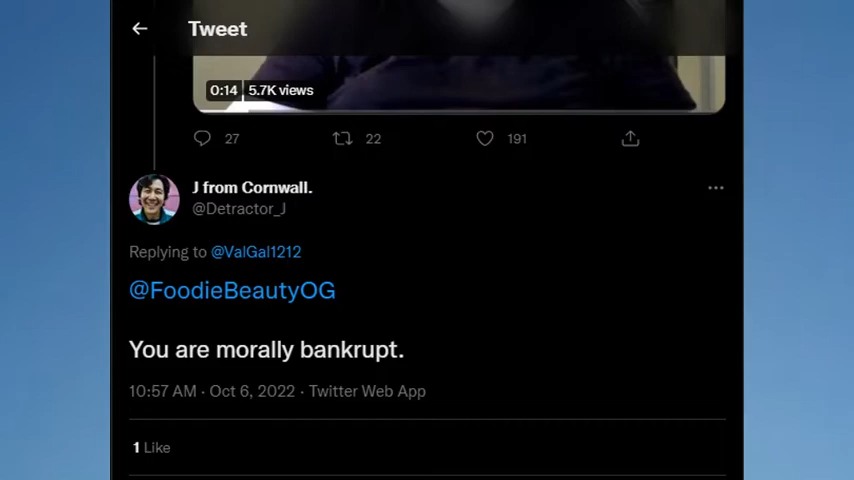 Tweet
0:14 5.7K views
27 22 191
J from Cornwall.
@Detractor_J
Replying to @ValGal1212
@FoodieBeautyOG
You are morally bankrupt.
10:57 AM · Oct 6, 2022 · Twitter Web App
1 Like